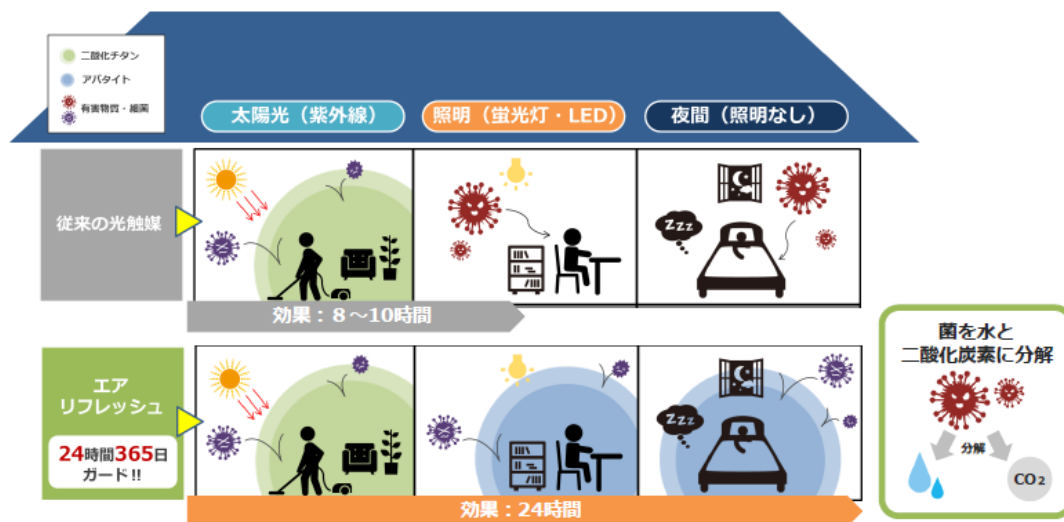 二酸化チタン
アパタイト
有害物質・細菌
太陽光（紫外線）
照明（蛍光灯・LED）
夜間（照明なし）
従来の光触媒
zzz
効果：８～10時間
エア
リフレッシュ
24時間365日
ガード!!
zzz
効果：24時間
菌を水と
二酸化炭素に分解
分解
CO2